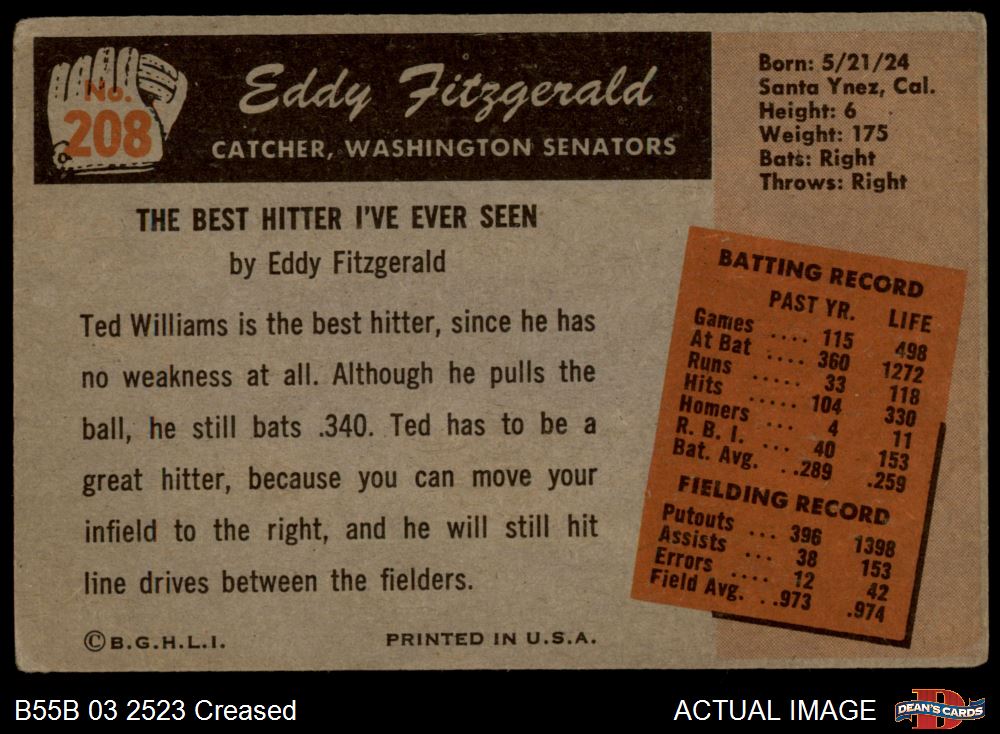 No.
208
Eddy Fitzgerald
CATCHER, WASHINGTON SENATORS
Born: 5/21/24
Santa Ynez, Cal.
Height: 6
Weight: 175
Bats: Right
Throws: Right
THE BEST HITTER I'VE EVER SEEN
by Eddy Fitzgerald
Ted Williams is the best hitter, since he has
no weakness at all. Although he pulls the
ball, he still bats .340. Ted has to be a
great hitter, because you can move your
infield to the right, and he will still hit
line drives between the fielders.
BATTING RECORD
PAST YR. LIFE
Games .... 115 498
At Bat .... 360 1272
Runs ..... 33 118
Hits ..... 104 330
Homers ... 4 11
R. B. I. ... 40 153
Bat. Avg. ..289 .259
FIELDING RECORD
Putouts ... 396 1398
Assists ... 38 153
Errors .... 12 42
Field Avg. ..973 .974
©B.G.H.L.I.
PRINTED IN U.S.A.
B55B 03 2523 Creased
ACTUAL IMAGE
DEAN'S CARDS